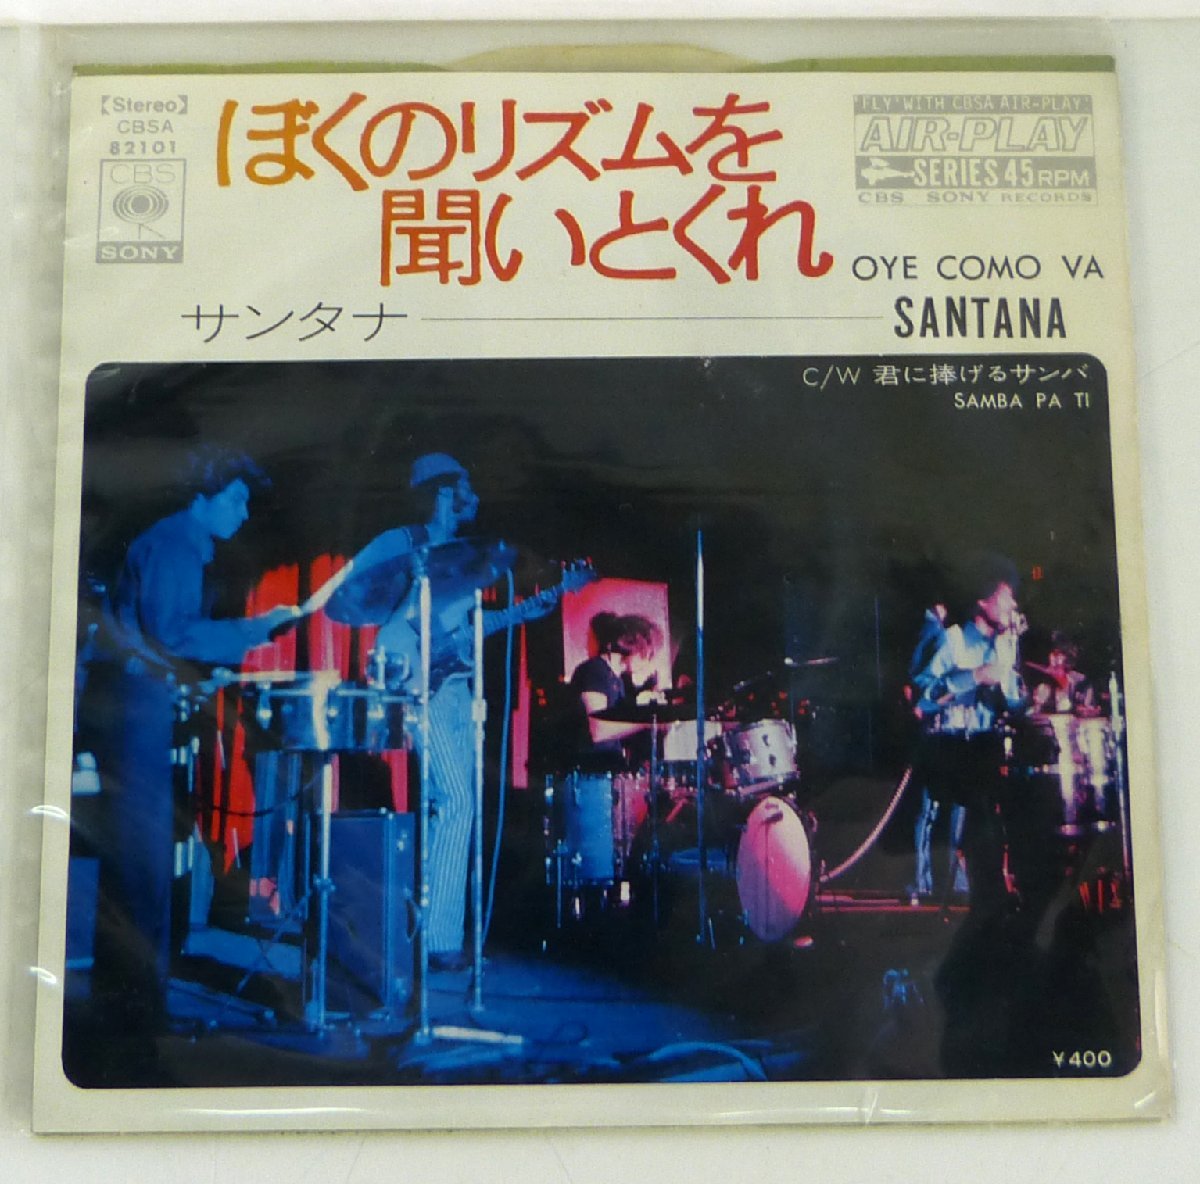 【Stereo】
CBSA
82101
CBS
SONY
ぼくのリズムを
聞いとくれ
FLY WITH CBSA AIR-PLAY
AIR-PLAY
SERIES 45 RPM
CBS SONY RECORDS
OYE COMO VA
サンタナ
SANTANA
C/W 君に捧げるサンバ
SAMBA PA TI
¥400